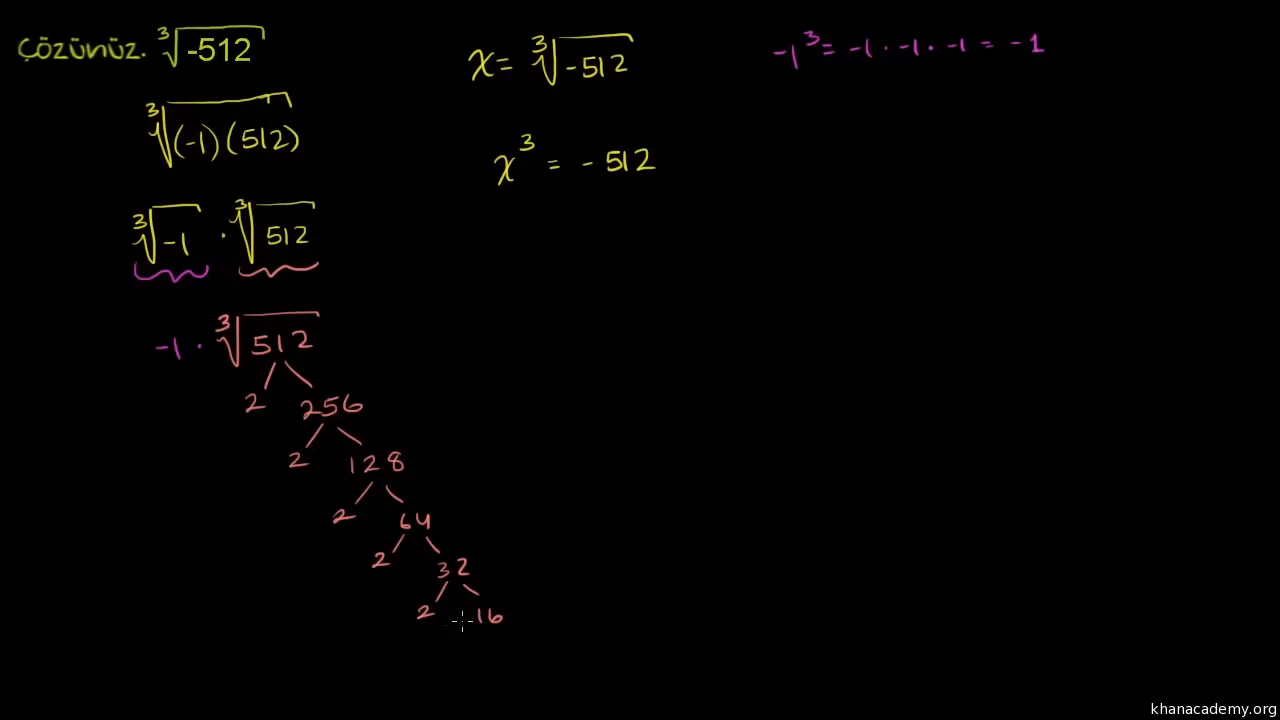 Çözünüz. ∛-512
∛(-1)(512)
∛-1 · ∛512
-1 · ∛512
2 256
2 128
2 64
2 32
2 16
x = ∛-512
x³ = -512
-1³ = -1 · -1 · -1 = -1
khanacademy.org